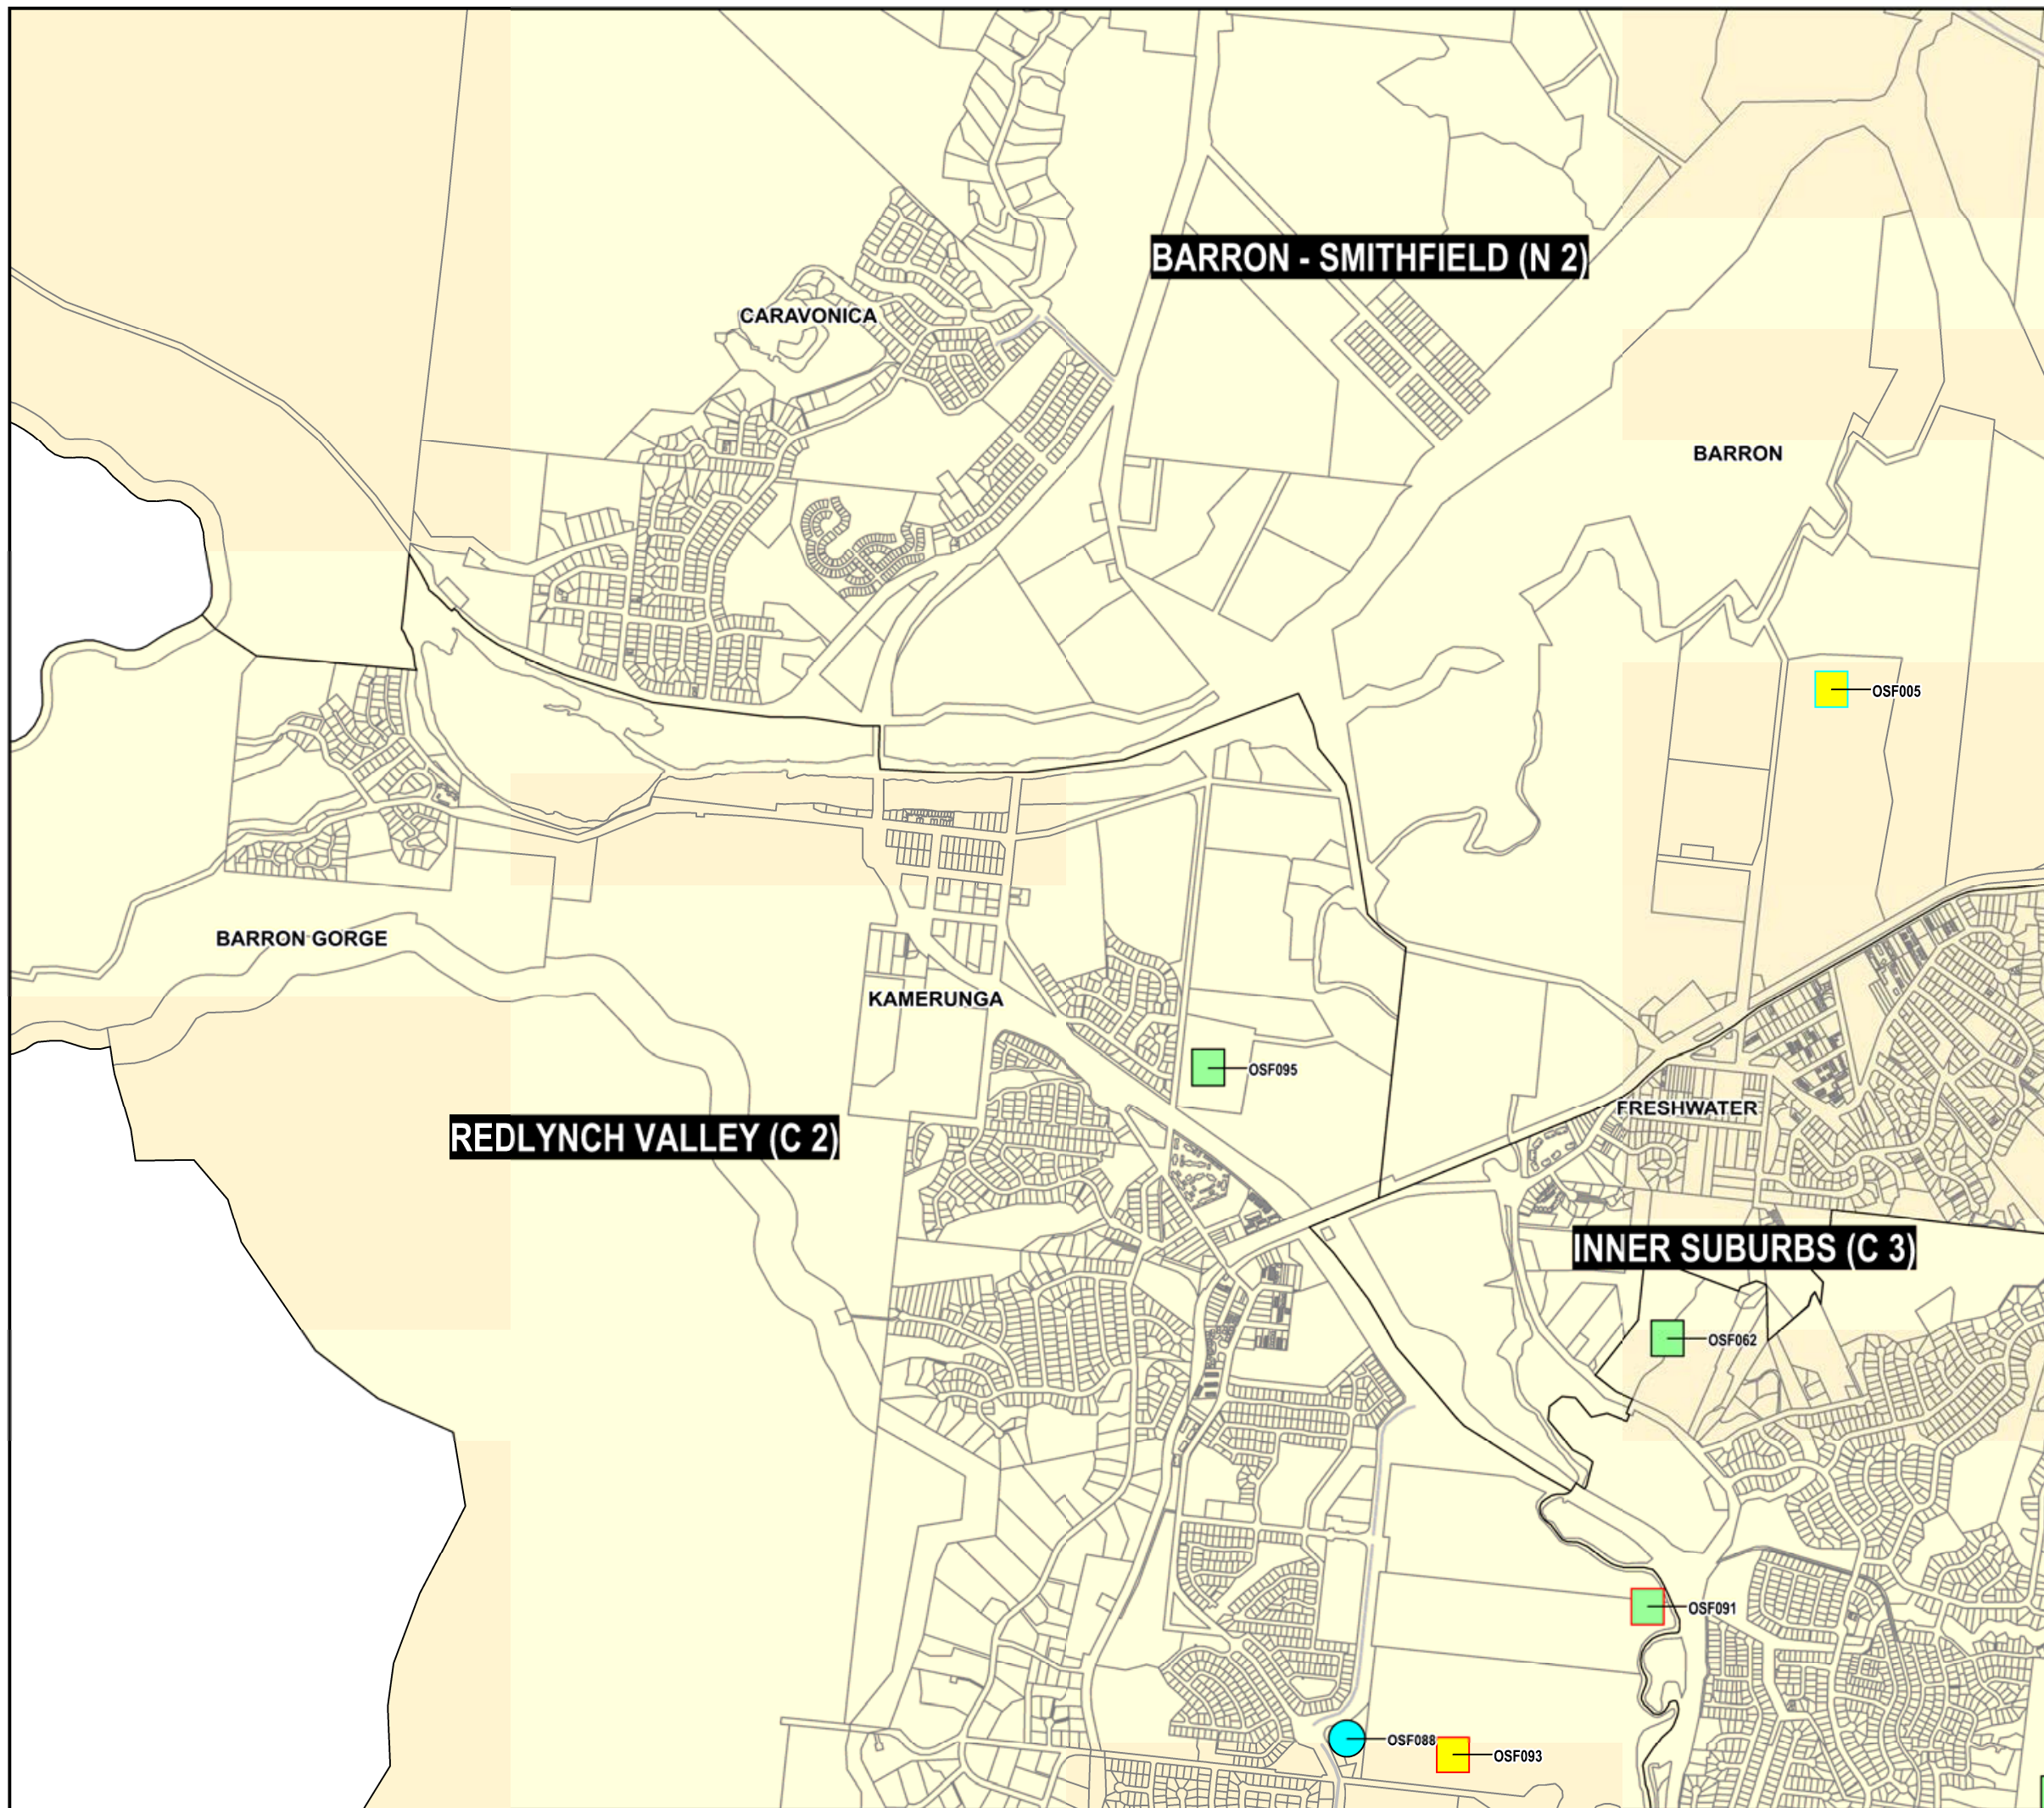 BARRON - SMITHFIELD (N 2)
CARAVONICA
BARRON
OSF005
BARRON GORGE
KAMERUNGA
OSF095
FRESHWATER
REDLYNCH VALLEY (C 2)
INNER SUBURBS (C 3)
OSF062
OSF091
OSF088
OSF093